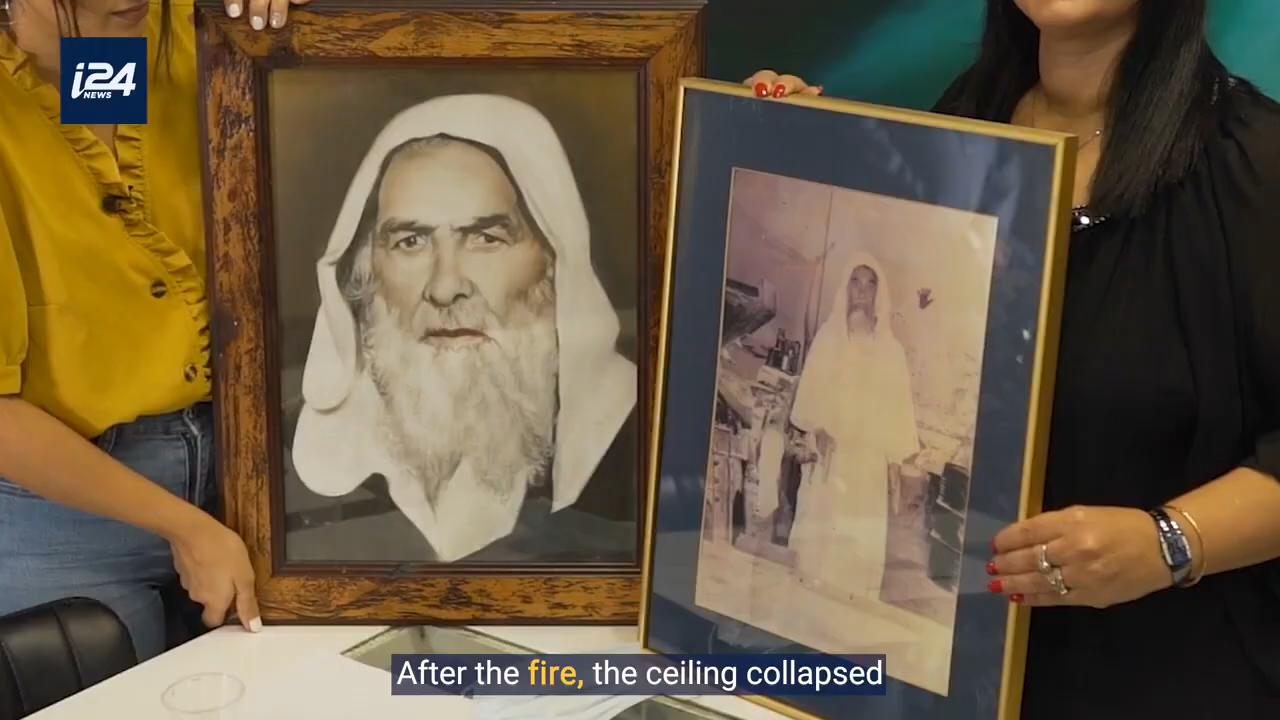 i24
NEWS
After the fire, the ceiling collapsed